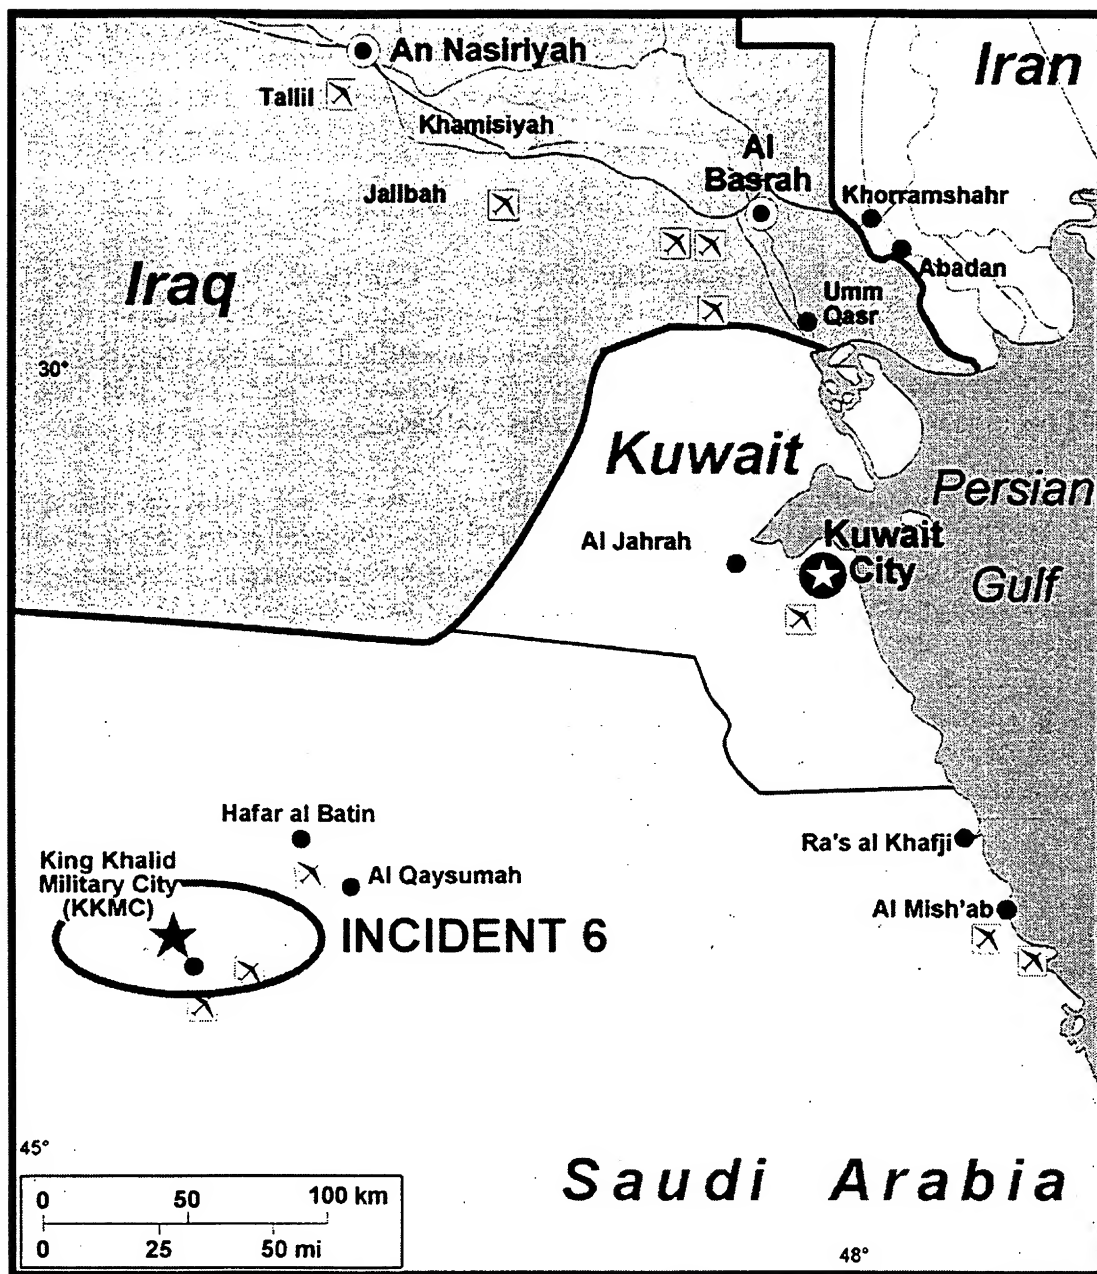 An Nasiriyah
Iran
Tallil
Khamisiyah
Al
Basrah
Jalibah
Khorramshahr
Abadan
Iraq
Umm
Qasr
30°
Kuwait
Persian
Gulf
Al Jahrah
Kuwait
City
Hafar al Batin
Ra's al Khafji
King Khalid
Military City
(KKMC)
Al Qaysumah
Al Mish'ab
INCIDENT 6
45°
Saudi Arabia
0 50 100 km
0 25 50 mi
48°